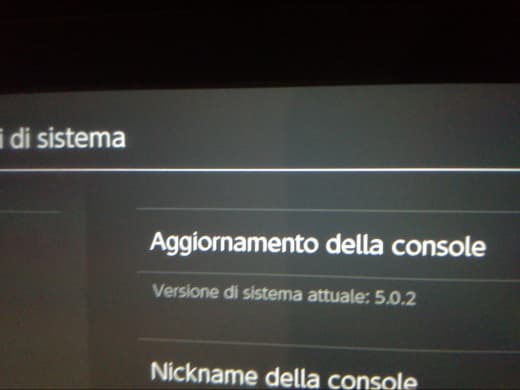 i di sistema
Aggiornamento della console
Versione di sistema attuale: 5.0.2
Nickname della console